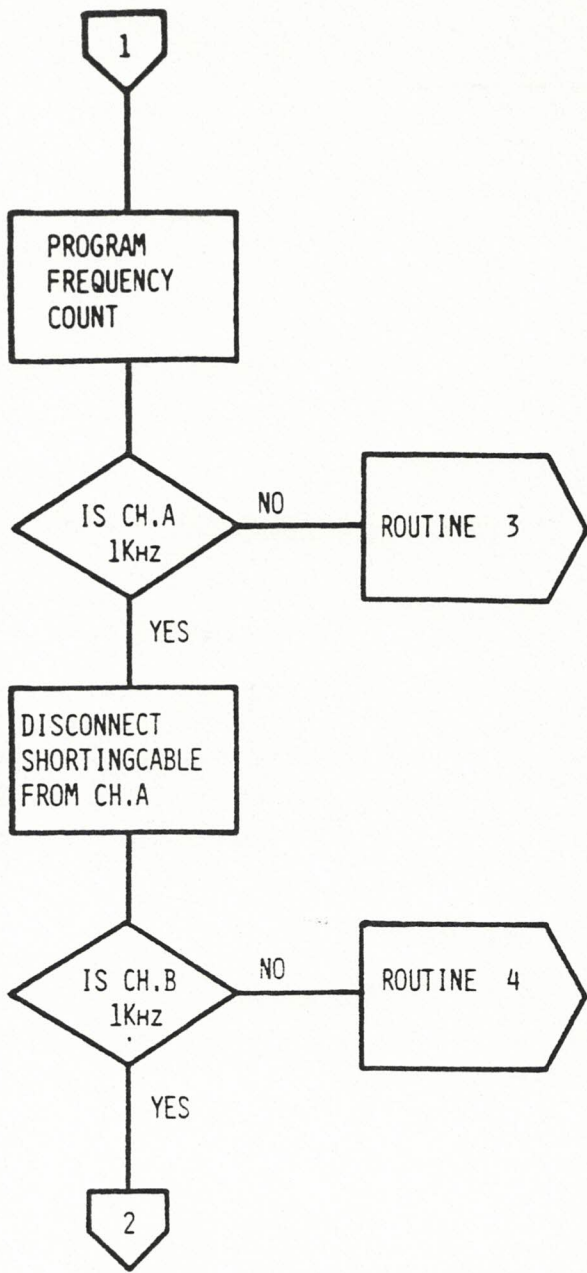 1
PROGRAM
FREQUENCY
COUNT
IS CH.A
1KHZ
NO
ROUTINE 3
YES
DISCONNECT
SHORTINGCABLE
FROM CH.A
IS CH.B
1KHZ
NO
ROUTINE 4
YES
2